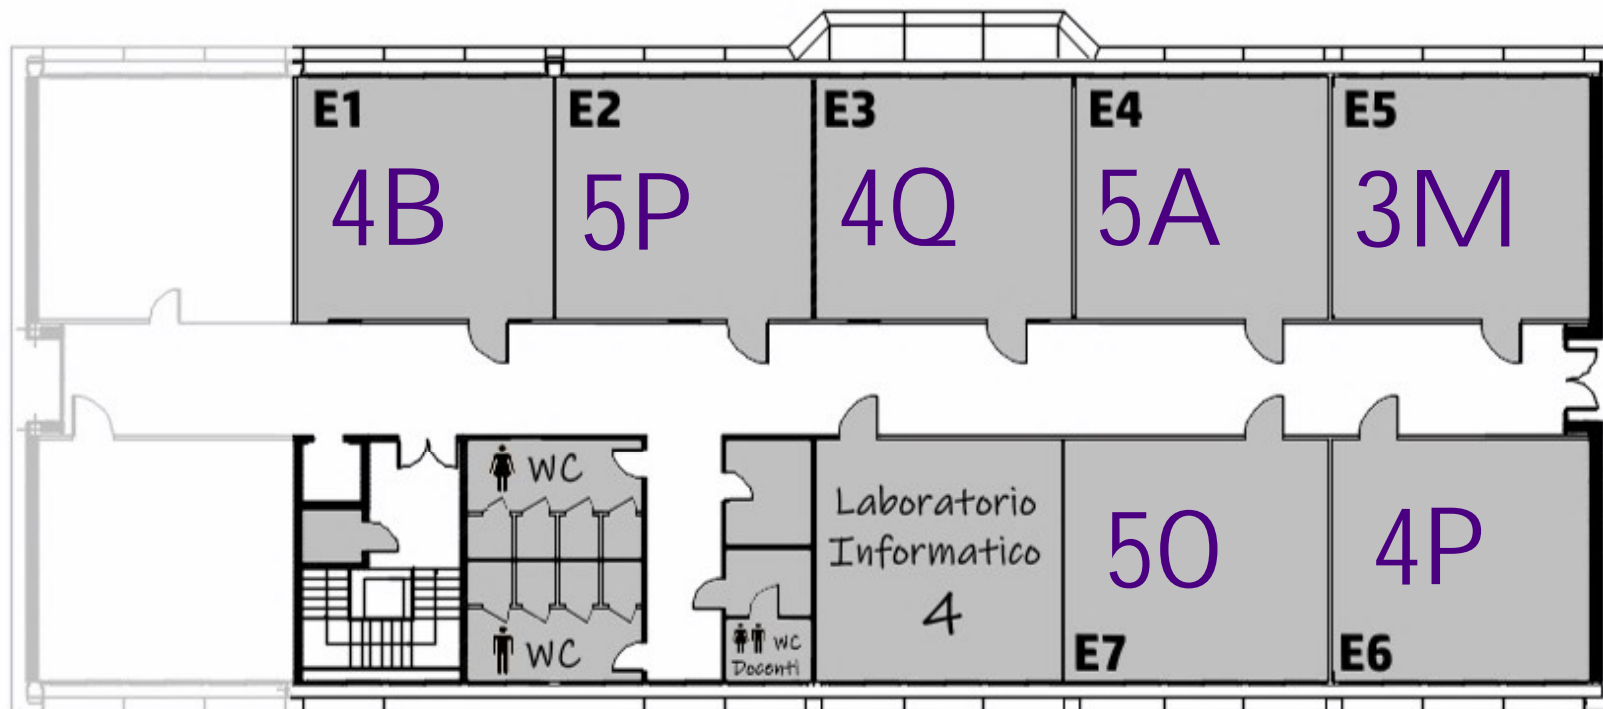 E1
E2
E3
E4
E5
4B
5P
4Q
5A
3M
WC
Laboratorio
Informatico
4
5O
4P
WC
WC
Docenti
E7
E6